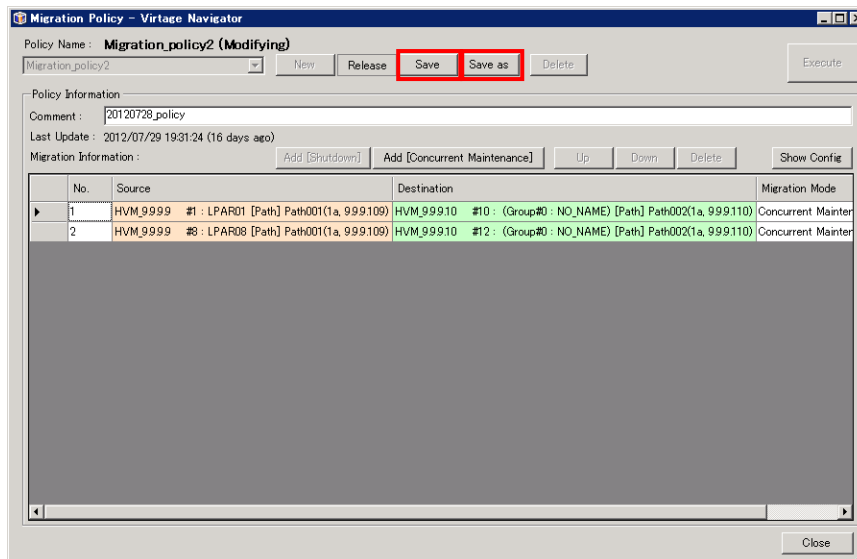 Migration Policy - Virtage Navigator
Policy Name : Migration_policy2 (Modifying)
Migration_policy2 New Release Save Save as Delete Execute
Policy Information
Comment : 20120728_policy
Last Update : 2012/07/29 19:31:24 (16 days ago)
Migration Information : Add [Shutdown] Add [Concurrent Maintenance] Up Down Delete Show Config
No. Source Destination Migration Mode
1 HVM_9.9.9.9 #1 : LPAR01 [Path] Path001(1a, 9.9.9.109) HVM_9.9.9.10 #10 : (Group#0 : NO_NAME) [Path] Path002(1a, 9.9.9.110) Concurrent Mainten
2 HVM_9.9.9.9 #8 : LPAR08 [Path] Path001(1a, 9.9.9.109) HVM_9.9.9.10 #12 : (Group#0 : NO_NAME) [Path] Path002(1a, 9.9.9.110) Concurrent Mainten
Close